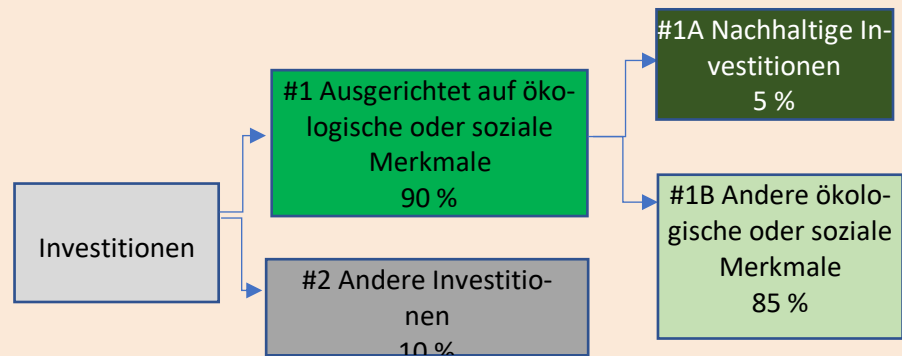 Investitionen
#1 Ausgerichtet auf öko-
logische oder soziale
Merkmale
90 %
#2 Andere Investitio-
nen
10 %
#1A Nachhaltige In-
vestitionen
5 %
#1B Andere ökolo-
gische oder soziale
Merkmale
85 %